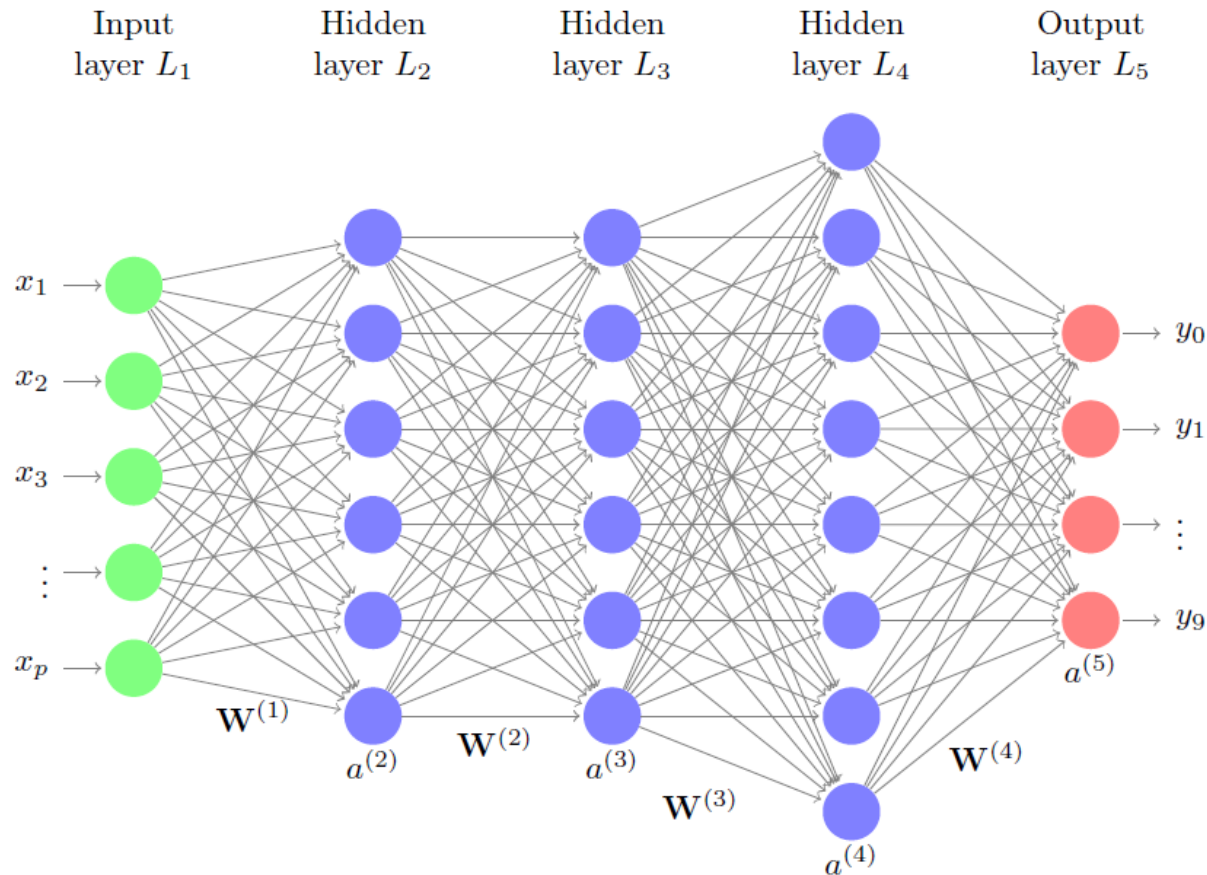 Input
layer L₁
Hidden
layer L₂
Hidden
layer L₃
Hidden
layer L₄
Output
layer L₅
x₁
x₂
x₃
⋮
xₚ
W⁽¹⁾
a⁽²⁾
W⁽²⁾
a⁽³⁾
W⁽³⁾
a⁽⁴⁾
W⁽⁴⁾
a⁽⁵⁾
y₀
y₁
⋮
y₉